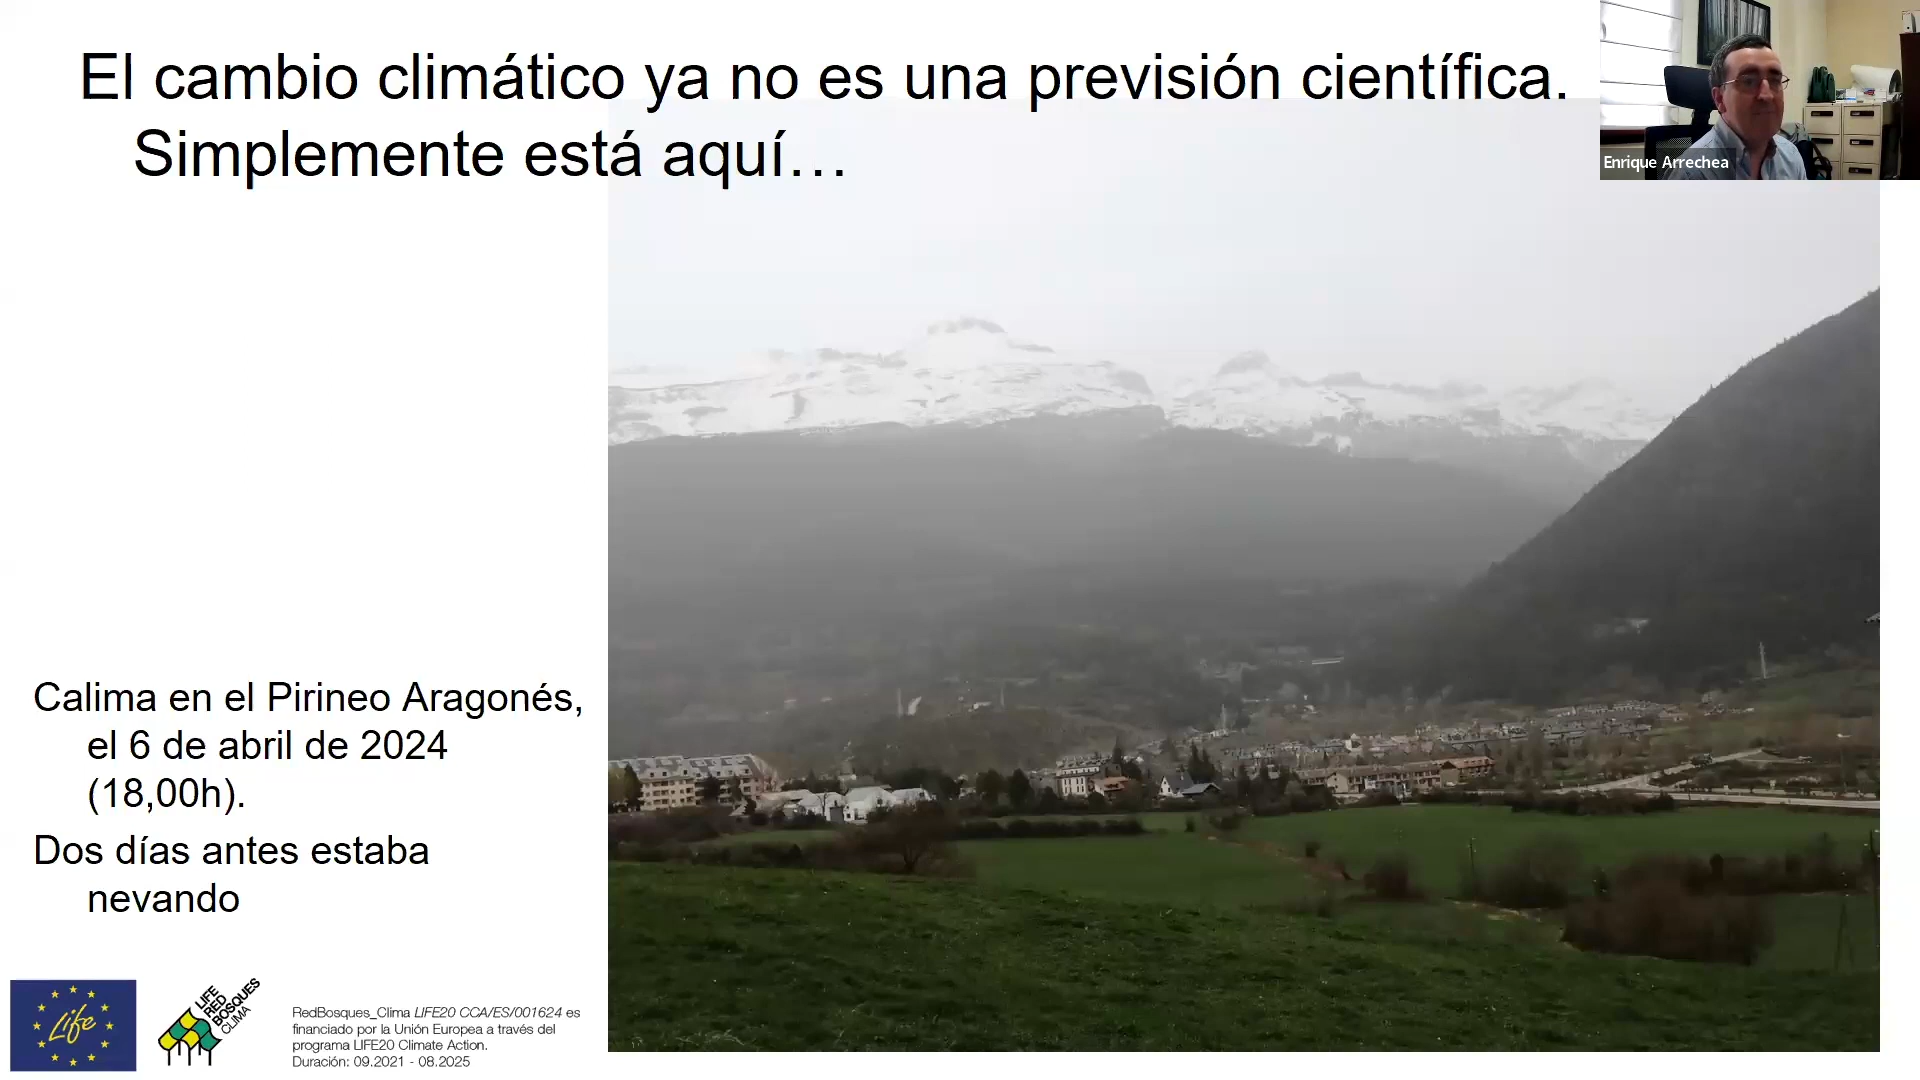 El cambio climático ya no es una previsión científica.
Simplemente está aquí…
Enrique Arrechea
Calima en el Pirineo Aragonés,
el 6 de abril de 2024
(18,00h).
Dos días antes estaba
nevando
Life
LIFE
RED
BOSQUES
CLIMA
RedBosques_Clima LIFE20 CCA/ES/001624 es
financiado por la Unión Europea a través del
programa LIFE20 Climate Action.
Duración: 09.2021 - 08.2025